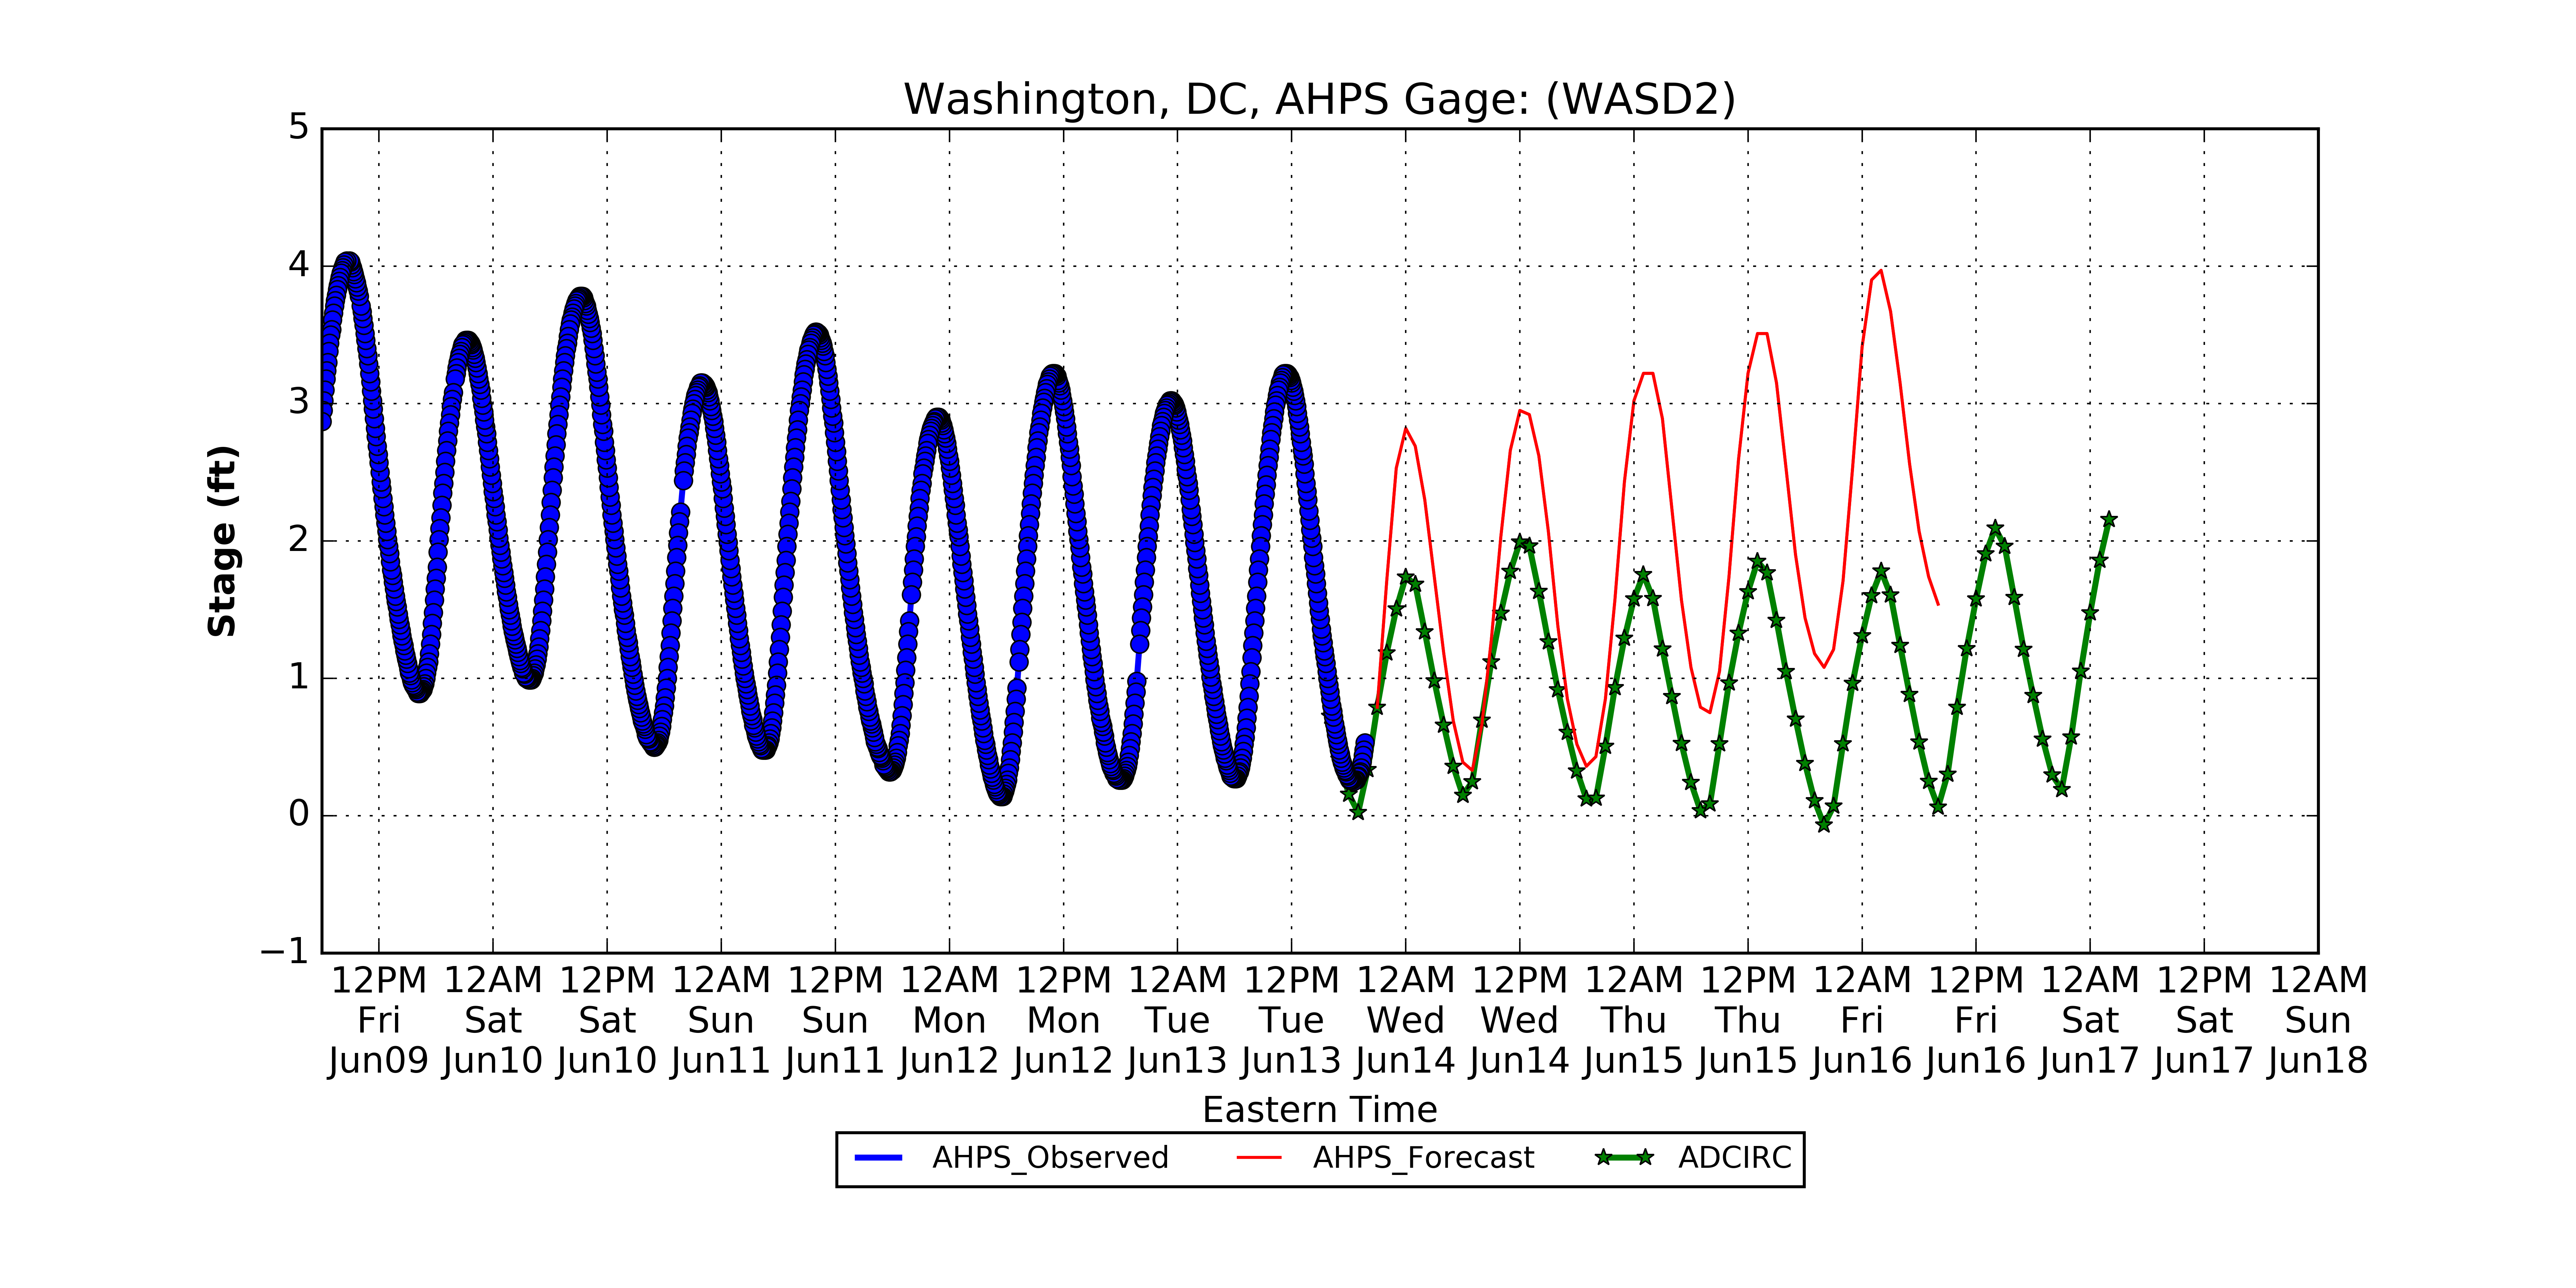 Washington, DC, AHPS Gage: (WASD2)
5
4
3
2
1
0
−1
Stage (ft)
12PM 12AM 12PM 12AM 12PM 12AM 12PM 12AM 12PM 12AM 12PM 12AM 12PM 12AM 12PM 12AM 12PM 12AM
Fri Sat Sat Sun Sun Mon Mon Tue Tue Wed Wed Thu Thu Fri Fri Sat Sat Sun
Jun09 Jun10 Jun10 Jun11 Jun11 Jun12 Jun12 Jun13 Jun13 Jun14 Jun14 Jun15 Jun15 Jun16 Jun16 Jun17 Jun17 Jun18
Eastern Time
AHPS_Observed AHPS_Forecast ADCIRC